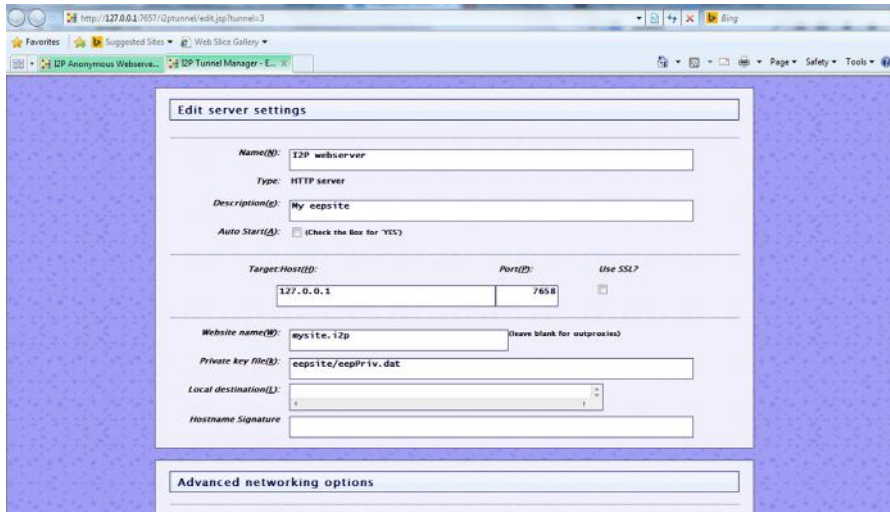 http://127.0.0.1:7657/i2ptunnel/edit.jsp?tunnel=3
Bing
Favorites Suggested Sites Web Slice Gallery
I2P Anonymous Webserve... I2P Tunnel Manager - E... Page Safety Tools
Edit server settings
Name(N): I2P webserver
Type: HTTP server
Description(e): My eepsite
Auto Start(A): (Check the Box for 'YES')
Target:Host(H): Port(P): Use SSL?
127.0.0.1 7658
Website name(W): mysite.i2p (leave blank for outproxies)
Private key file(k): eepsite/eepPriv.dat
Local destination(L):
Hostname Signature
Advanced networking options